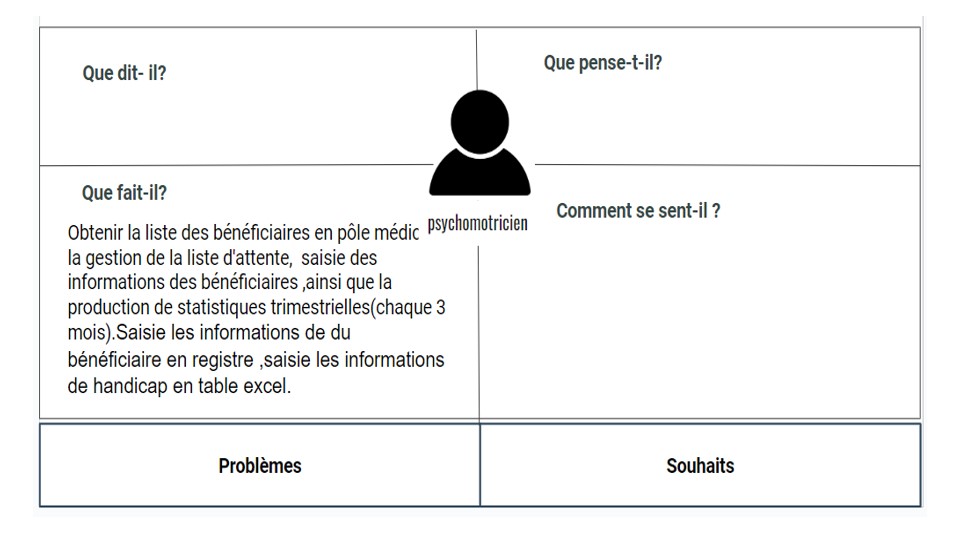 Que dit- il?
Que pense-t-il?
Que fait-il?
Obtenir la liste des bénéficiaires en pôle médic
la gestion de la liste d'attente, saisie des
informations des bénéficiaires ,ainsi que la
production de statistiques trimestrielles(chaque 3
mois).Saisie les informations de du
bénéficiaire en registre ,saisie les informations
de handicap en table excel.
psychomotricien
Comment se sent-il ?
Problèmes
Souhaits